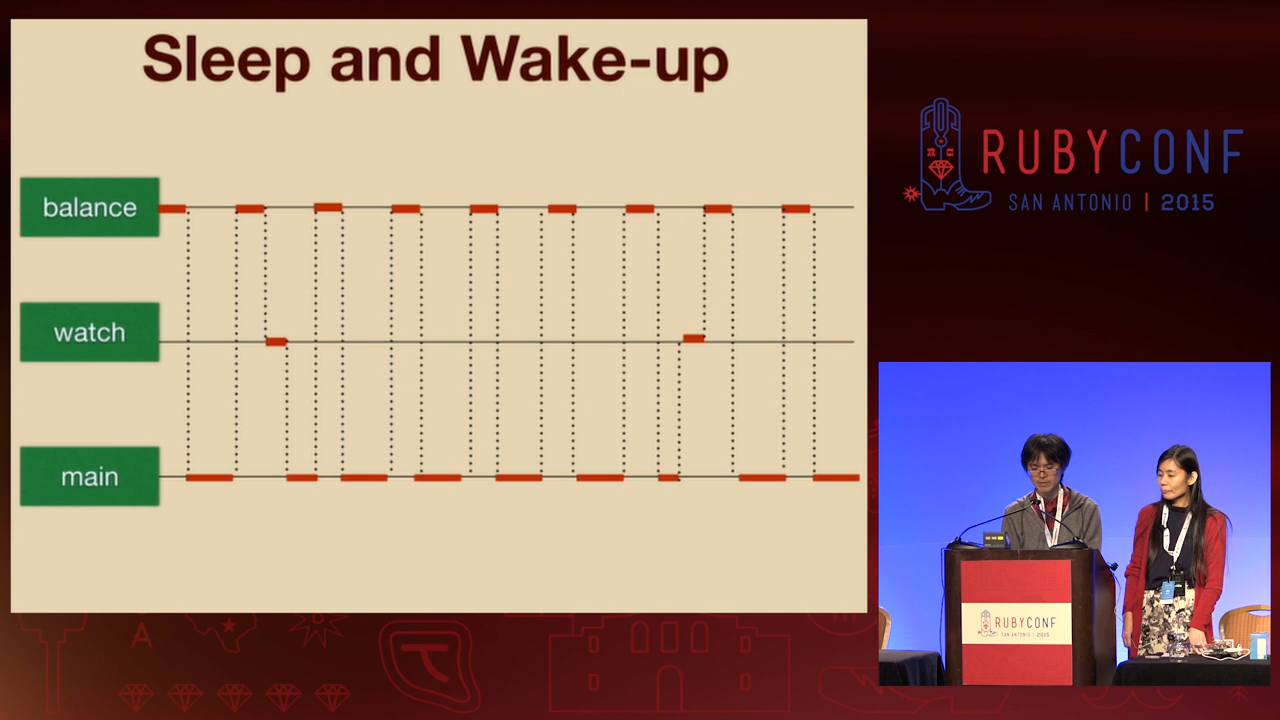 Sleep and Wake-up
balance
watch
main
RUBYCONF
SAN ANTONIO | 2015
RUBYCONF
SAN ANTONIO | 2015
A